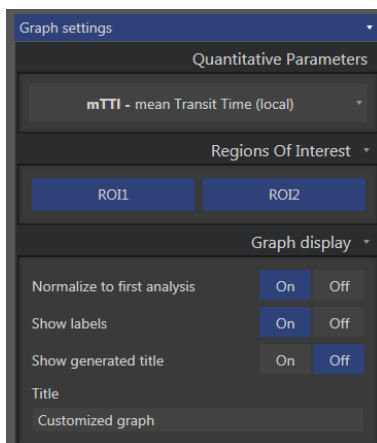 Graph settings
Quantitative Parameters
mTTI - mean Transit Time (local)
Regions Of Interest
ROI1 ROI2
Graph display
Normalize to first analysis On Off
Show labels On Off
Show generated title On Off
Title
Customized graph